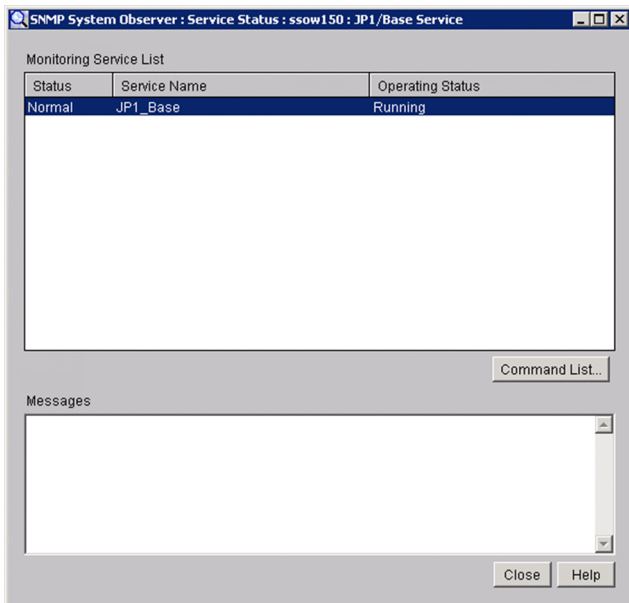 SNMP System Observer : Service Status : ssow150 : JP1/Base Service
Monitoring Service List
Status Service Name Operating Status
Normal JP1_Base Running
Command List...
Messages
Close Help